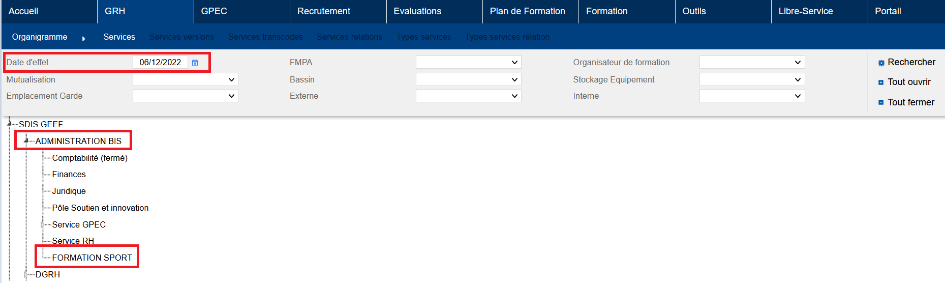 Accueil GRH GPEC Recrutement Evaluations Plan de Formation Formation Outils Libre-Service Portail
Organigramme Services Services versions Services transcodes Services relations Types services Types services relation
Date d'effet 06/12/2022 FMPA Organisateur de formation Rechercher
Mutualisation Bassin Stockage Equipement Tout ouvrir
Emplacement Garde Externe Interne Tout fermer
SDIS GEEF
ADMINISTRATION BIS
Comptabilité (fermé)
Finances
Juridique
Pôle Soutien et innovation
Service GPEC
Service RH
FORMATION SPORT
DGRH